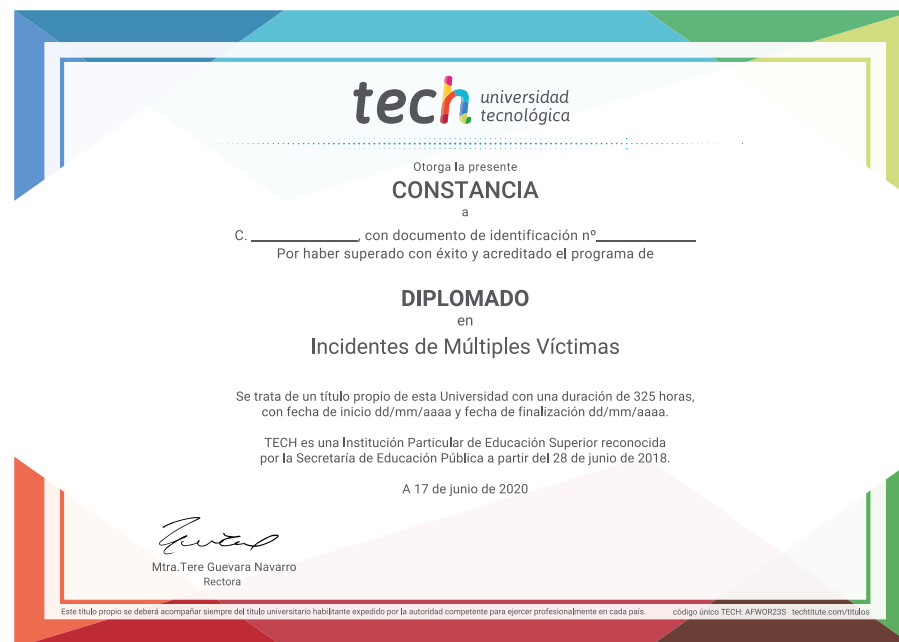 tech universidad
tecnológica
Otorga la presente
CONSTANCIA
a
C. ____________, con documento de identificación nº____________
Por haber superado con éxito y acreditado el programa de
DIPLOMADO
en
Incidentes de Múltiples Víctimas
Se trata de un título propio de esta Universidad con una duración de 325 horas,
con fecha de inicio dd/mm/aaaa y fecha de finalización dd/mm/aaaa.
TECH es una Institución Particular de Educación Superior reconocida
por la Secretaría de Educación Pública a partir del 28 de junio de 2018.
A 17 de junio de 2020
Mtra.Tere Guevara Navarro
Rectora
Este título propio se deberá acompañar siempre del título universitario habilitante expedido por la autoridad competente para ejercer profesionalmente en cada país. código único TECH: AFWOR23S techtitute.com/titulos